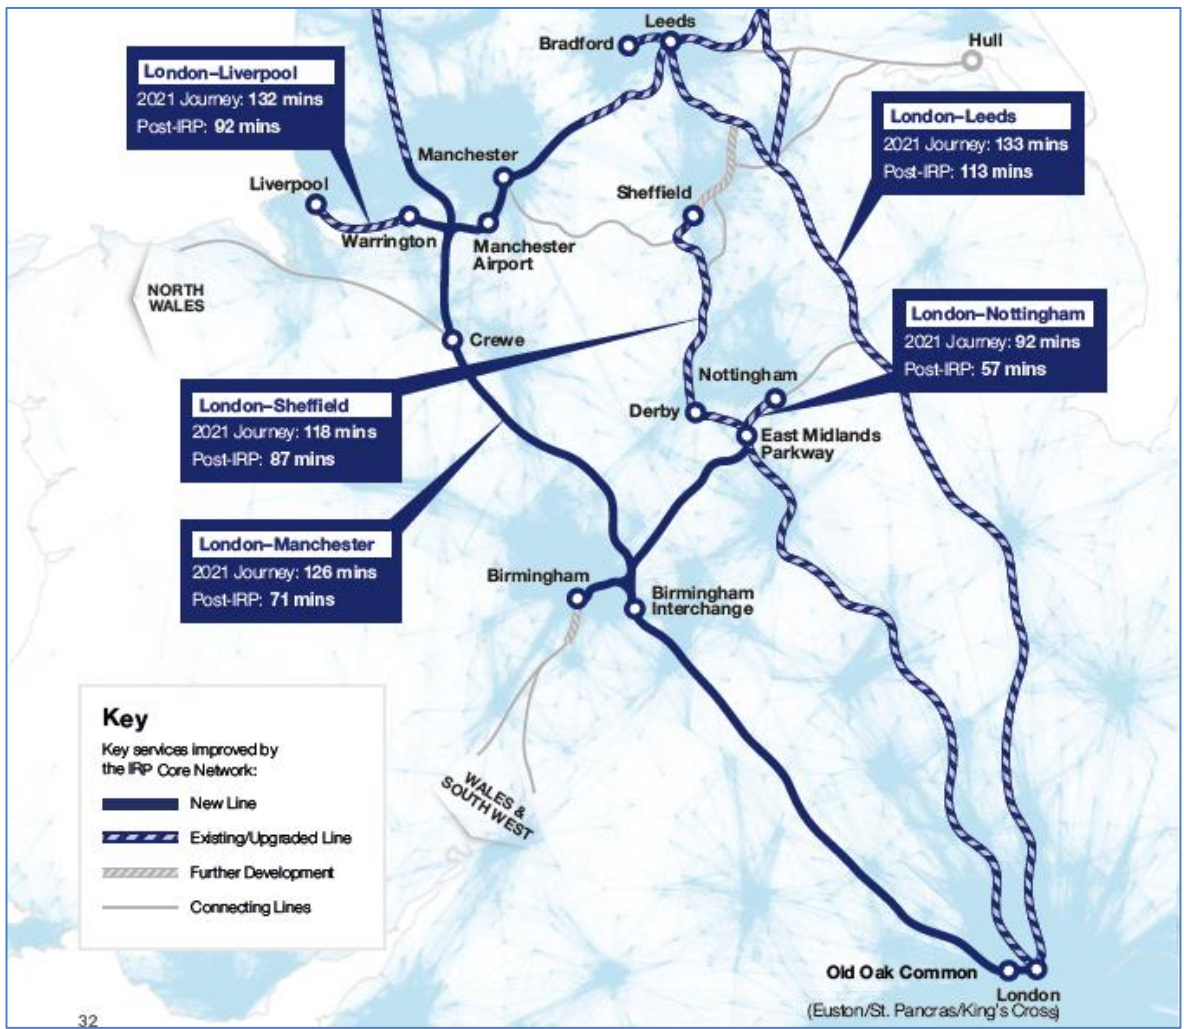 Leeds
Bradford
Hull
London–Liverpool
2021 Journey: 132 mins
Post-IRP: 92 mins
London–Leeds
2021 Journey: 133 mins
Post-IRP: 113 mins
Manchester
Liverpool
Sheffield
Warrington
Manchester
Airport
NORTH
WALES
London–Nottingham
2021 Journey: 92 mins
Post-IRP: 57 mins
Crewe
Nottingham
London–Sheffield
2021 Journey: 118 mins
Post-IRP: 87 mins
Derby
East Midlands
Parkway
London–Manchester
2021 Journey: 126 mins
Post-IRP: 71 mins
Birmingham
Birmingham
Interchange
Key
Key services improved by
the IRP Core Network:
New Line
Existing/Upgraded Line
Further Development
Connecting Lines
WALES &
SOUTH WEST
Old Oak Common
London
(Euston/St. Pancras/King's Cross)
32